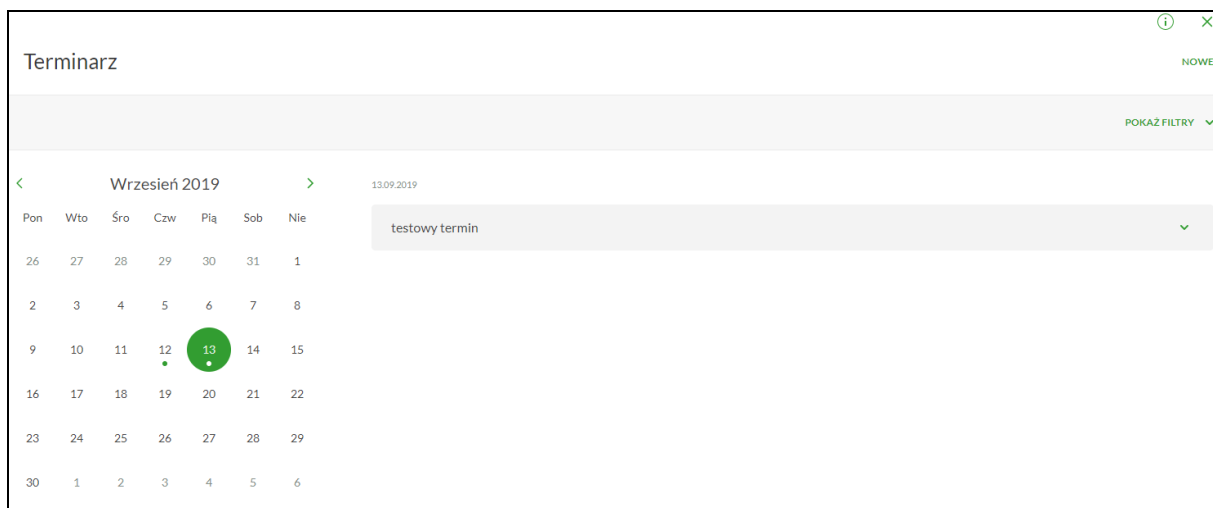 Terminarz
NOWE
POKAŻ FILTRY
Wrzesień 2019
Pon Wto Śro Czw Pią Sob Nie
26 27 28 29 30 31 1
2 3 4 5 6 7 8
9 10 11 12 13 14 15
16 17 18 19 20 21 22
23 24 25 26 27 28 29
30 1 2 3 4 5 6
13.09.2019
testowy termin